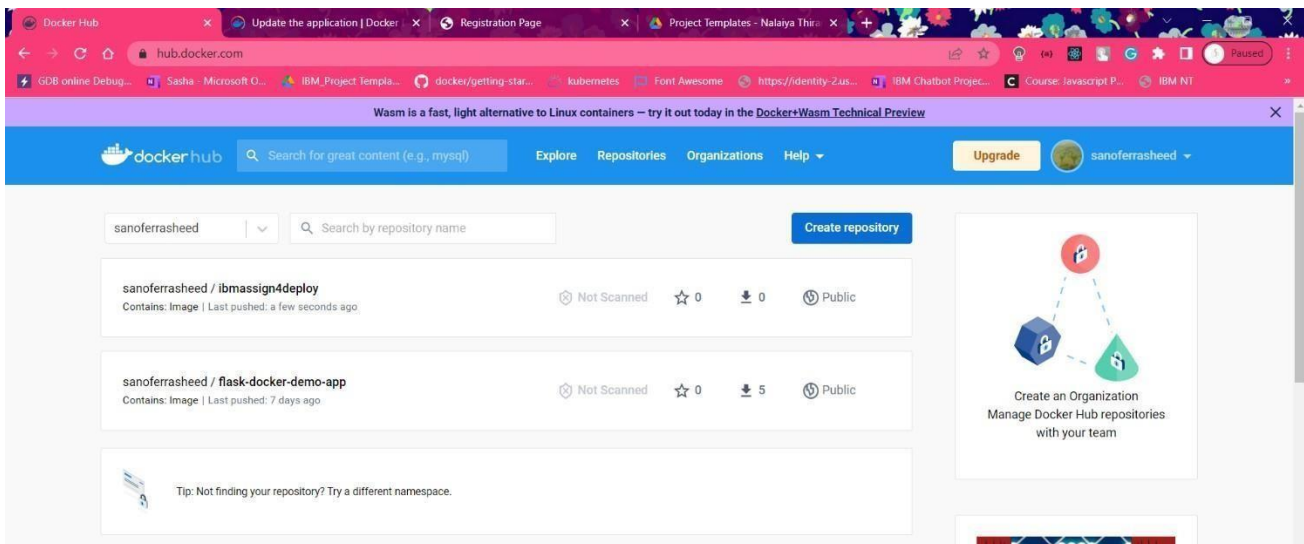 Docker Hub
Update the application | Docker
Registration Page
Project Templates - Nalaiya Thira
hub.docker.com
Paused
GDB online Debug...
Sasha - Microsoft O...
IBM_Project Templa...
docker/getting-star...
kubernetes
Font Awesome
https://identity-2.us...
IBM Chatbot Projec...
Course: Javascript P...
IBM NT
Wasm is a fast, light alternative to Linux containers — try it out today in the Docker+Wasm Technical Preview
dockerhub
Search for great content (e.g., mysql)
Explore
Repositories
Organizations
Help
Upgrade
sanoferrasheed
sanoferrasheed
Search by repository name
Create repository
sanoferrasheed / ibmassign4deploy
Contains: Image | Last pushed: a few seconds ago
Not Scanned
0
0
Public
sanoferrasheed / flask-docker-demo-app
Contains: Image | Last pushed: 7 days ago
Not Scanned
0
5
Public
Create an Organization
Manage Docker Hub repositories
with your team
Tip: Not finding your repository? Try a different namespace.